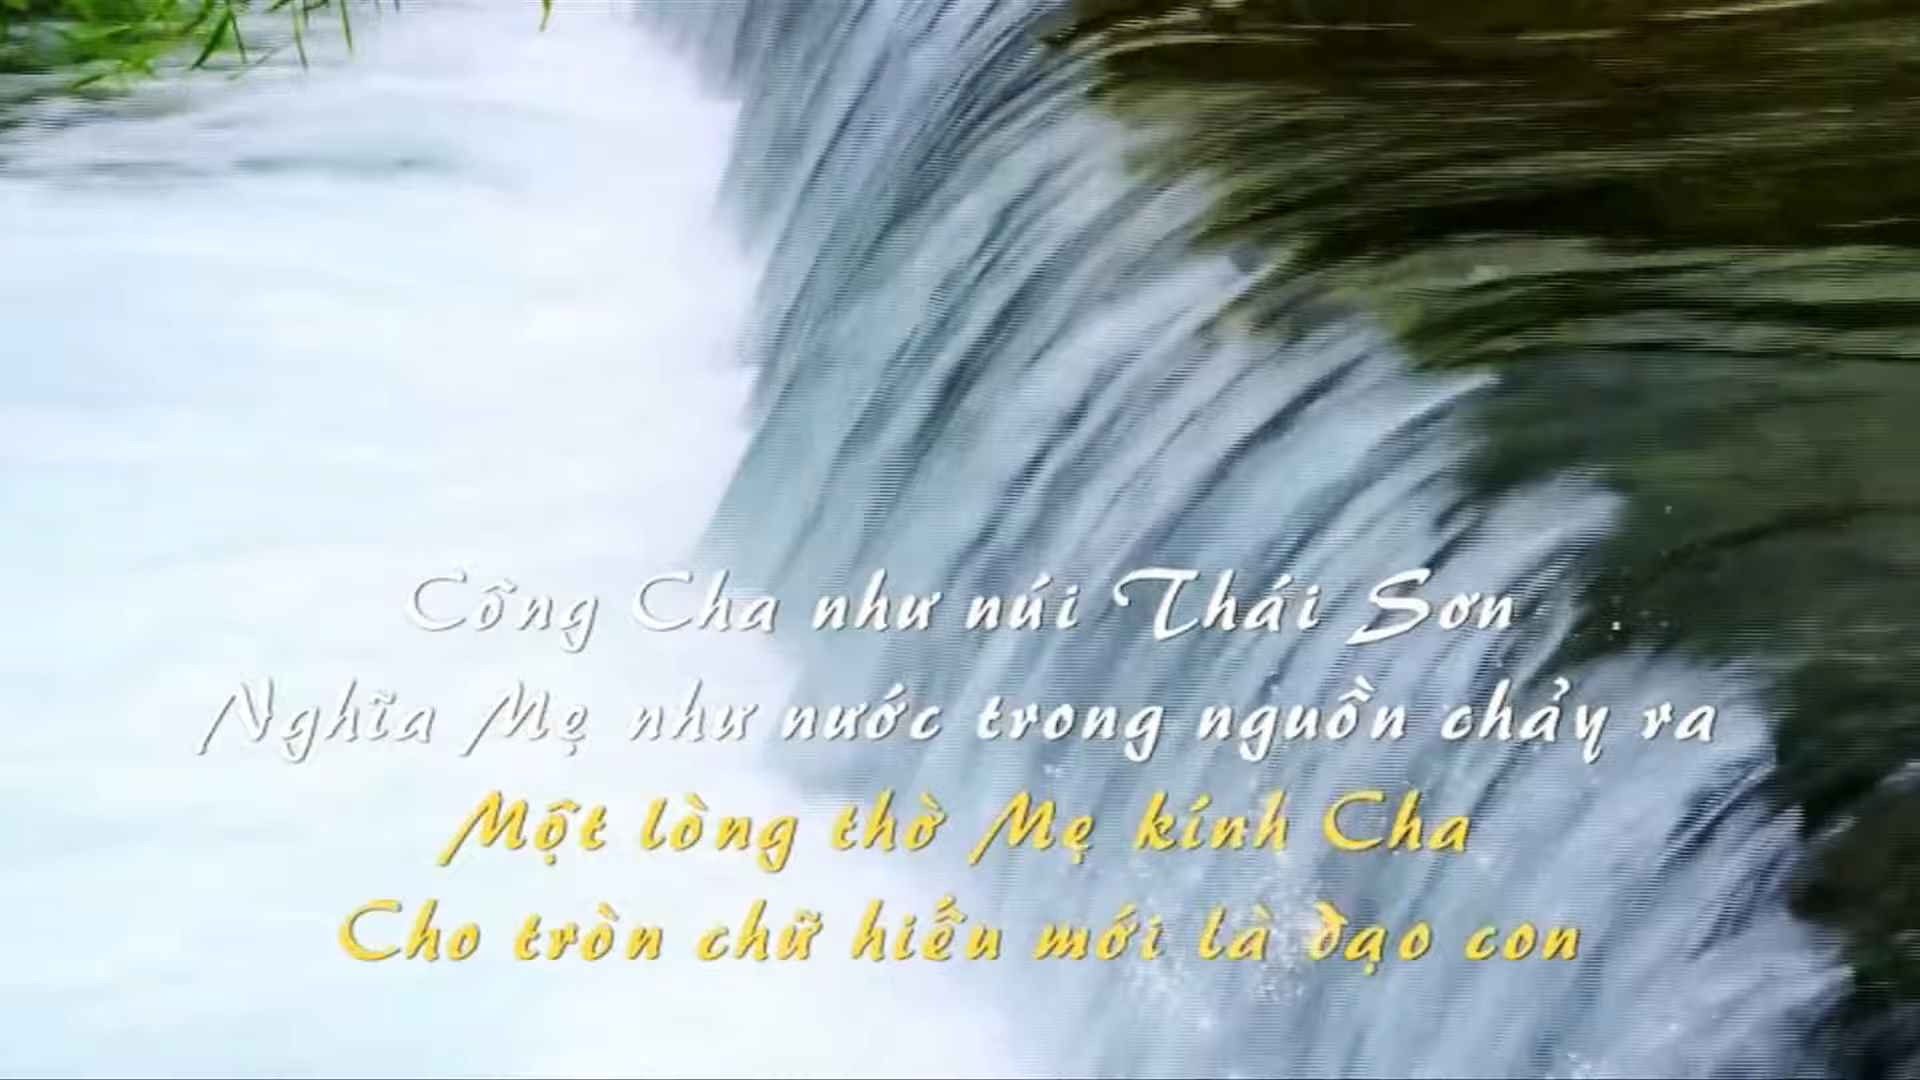 Công Cha như núi Thái Sơn
Nghĩa Mẹ như nước trong nguồn chảy ra
Một lòng thờ Mẹ kính Cha
Cho tròn chữ hiếu mới là đạo con